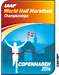 IAAF
World Half Marathon
Championships
COPENHAGEN
2014